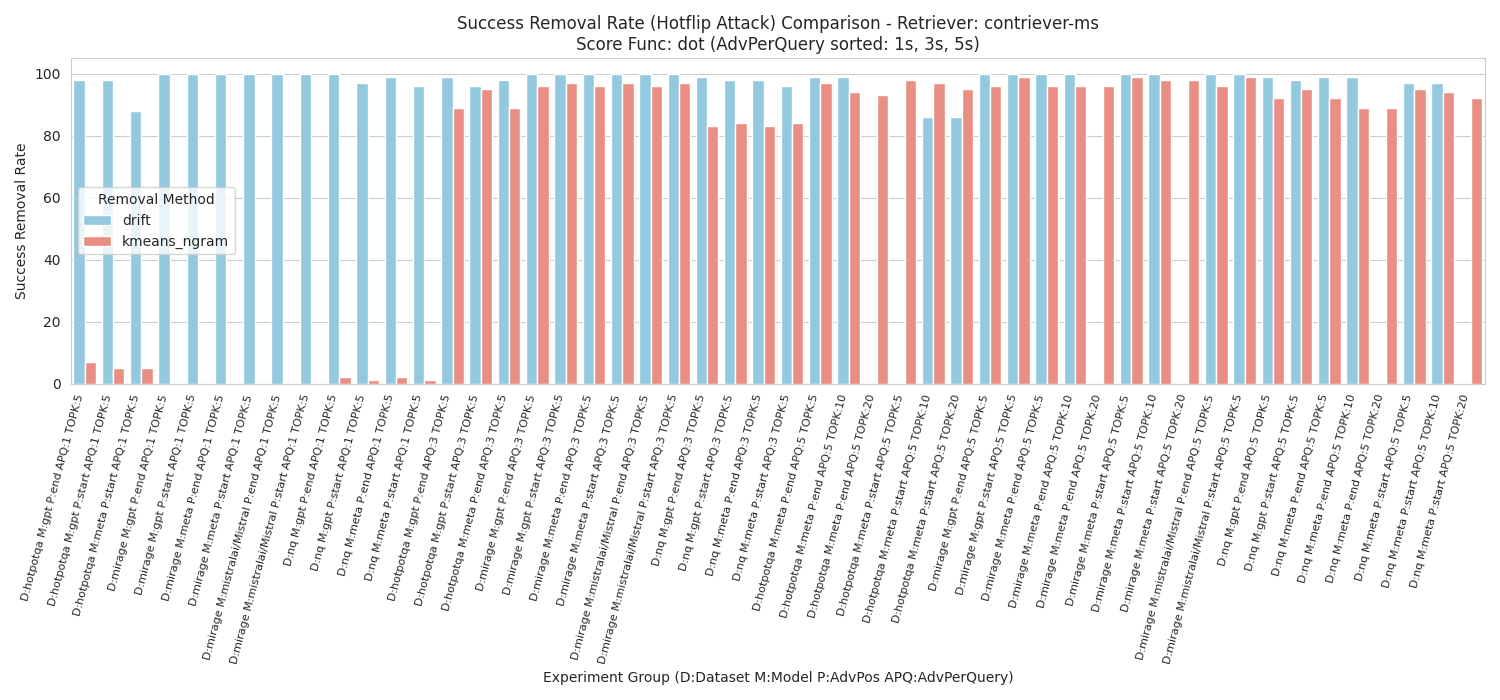 Success Removal Rate (Hotflip Attack) Comparison - Retriever: contriever-ms
Score Func: dot (AdvPerQuery sorted: 1s, 3s, 5s)
Success Removal Rate
100
80
60
40
20
0
Removal Method
drift
kmeans_ngram
D:hotpotqa M:gpt P:end APQ:1 TOPK:5
D:hotpotqa M:gpt P:start APQ:1 TOPK:5
D:hotpotqa M:meta P:start APQ:1 TOPK:5
D:mirage M:gpt P:end APQ:1 TOPK:5
D:mirage M:gpt P:start APQ:1 TOPK:5
D:mirage M:meta P:end APQ:1 TOPK:5
D:mirage M:meta P:start APQ:1 TOPK:5
D:mirage M:mistralai/Mistral P:end APQ:1 TOPK:5
D:mirage M:mistralai/Mistral P:start APQ:1 TOPK:5
D:nq M:gpt P:end APQ:1 TOPK:5
D:nq M:gpt P:start APQ:1 TOPK:5
D:nq M:meta P:end APQ:1 TOPK:5
D:nq M:meta P:start APQ:1 TOPK:5
D:hotpotqa M:gpt P:end APQ:3 TOPK:5
D:hotpotqa M:gpt P:start APQ:3 TOPK:5
D:hotpotqa M:meta P:end APQ:3 TOPK:5
D:mirage M:gpt P:end APQ:3 TOPK:5
D:mirage M:gpt P:start APQ:3 TOPK:5
D:mirage M:meta P:end APQ:3 TOPK:5
D:mirage M:meta P:start APQ:3 TOPK:5
D:mirage M:mistralai/Mistral P:end APQ:3 TOPK:5
D:mirage M:mistralai/Mistral P:start APQ:3 TOPK:5
D:nq M:gpt P:end APQ:3 TOPK:5
D:nq M:gpt P:start APQ:3 TOPK:5
D:nq M:meta P:end APQ:3 TOPK:5
D:nq M:meta P:start APQ:3 TOPK:5
D:hotpotqa M:meta P:end APQ:5 TOPK:5
D:hotpotqa M:meta P:end APQ:5 TOPK:10
D:hotpotqa M:meta P:end APQ:5 TOPK:20
D:hotpotqa M:meta P:start APQ:5 TOPK:5
D:hotpotqa M:meta P:start APQ:5 TOPK:10
D:hotpotqa M:meta P:start APQ:5 TOPK:20
D:mirage M:gpt P:end APQ:5 TOPK:5
D:mirage M:gpt P:start APQ:5 TOPK:5
D:mirage M:meta P:end APQ:5 TOPK:5
D:mirage M:meta P:end APQ:5 TOPK:10
D:mirage M:meta P:end APQ:5 TOPK:20
D:mirage M:meta P:start APQ:5 TOPK:5
D:mirage M:meta P:start APQ:5 TOPK:10
D:mirage M:meta P:start APQ:5 TOPK:20
D:mirage M:mistralai/Mistral P:end APQ:5 TOPK:5
D:mirage M:mistralai/Mistral P:start APQ:5 TOPK:5
D:nq M:gpt P:end APQ:5 TOPK:5
D:nq M:gpt P:start APQ:5 TOPK:5
D:nq M:meta P:end APQ:5 TOPK:5
D:nq M:meta P:end APQ:5 TOPK:10
D:nq M:meta P:end APQ:5 TOPK:20
D:nq M:meta P:start APQ:5 TOPK:5
D:nq M:meta P:start APQ:5 TOPK:10
D:nq M:meta P:start APQ:5 TOPK:20
Experiment Group (D:Dataset M:Model P:AdvPos APQ:AdvPerQuery)